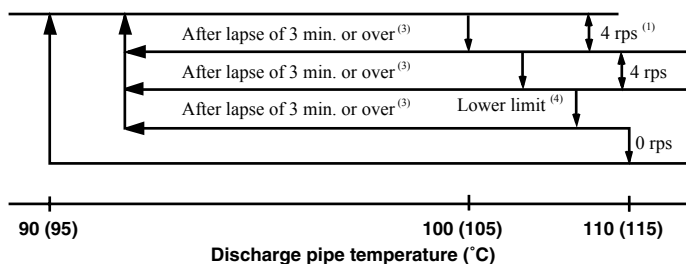 After lapse of 3 min. or over (3)
4 rps (1)
After lapse of 3 min. or over (3)
4 rps
After lapse of 3 min. or over (3)
Lower limit (4)
0 rps
90 (95)
100 (105)
110 (115)
Discharge pipe temperature (˚C)